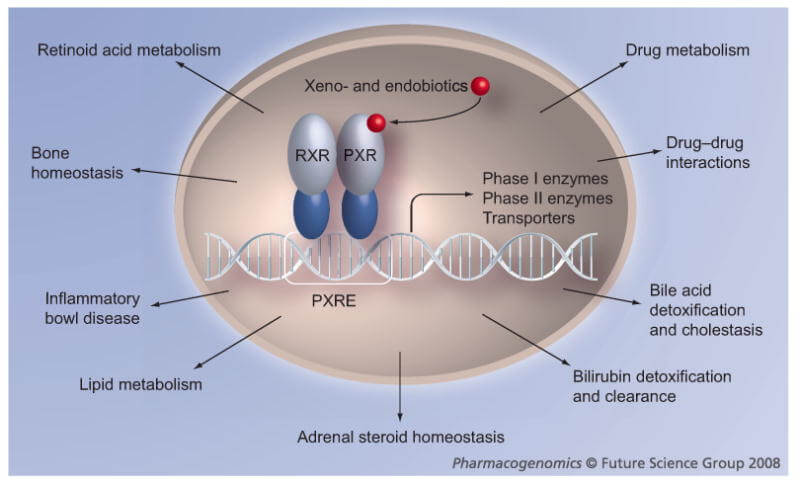 Retinoid acid metabolism
Drug metabolism
Xeno- and endobiotics
RXR
PXR
Bone
homeostasis
Drug–drug
interactions
Phase I enzymes
Phase II enzymes
Transporters
PXRE
Inflammatory
bowl disease
Bile acid
detoxification
and cholestasis
Lipid metabolism
Bilirubin detoxification
and clearance
Adrenal steroid homeostasis
Pharmacogenomics © Future Science Group 2008